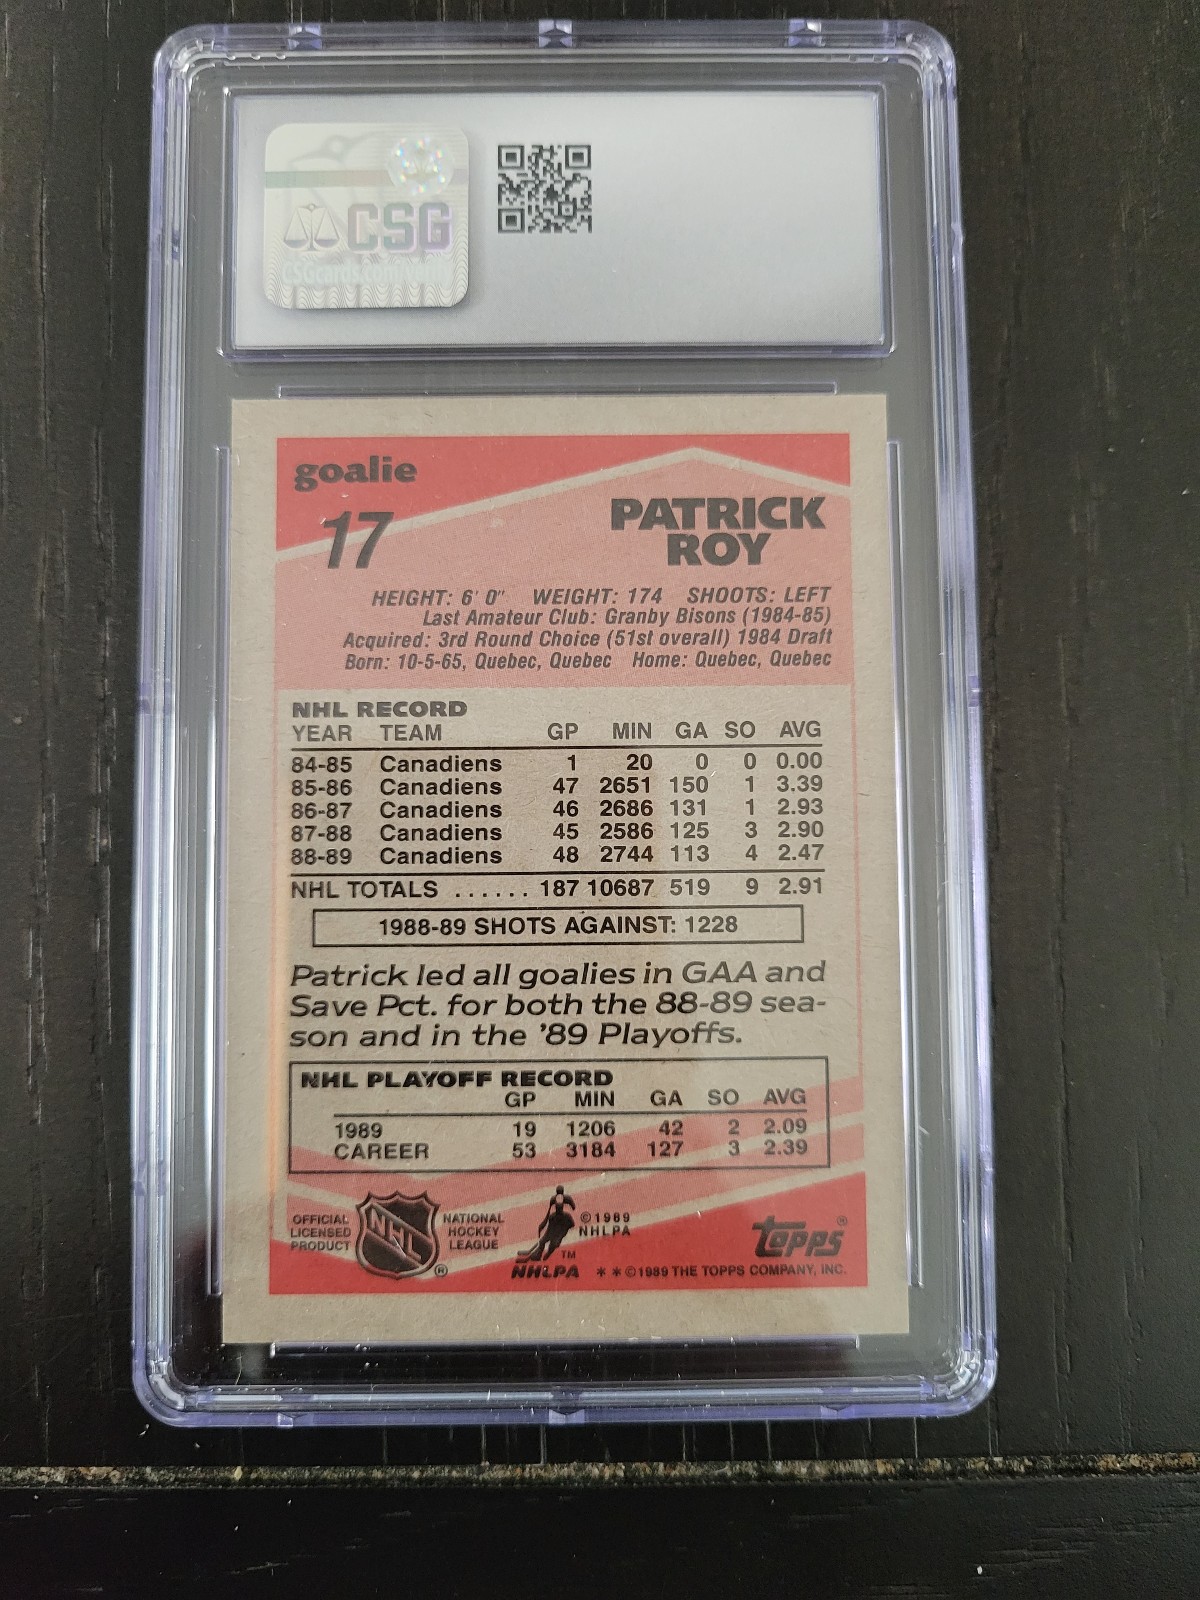 CSG
CSGcards.com/verify
goalie
17
PATRICK
ROY
HEIGHT: 6' 0" WEIGHT: 174 SHOOTS: LEFT
Last Amateur Club: Granby Bisons (1984-85)
Acquired: 3rd Round Choice (51st overall) 1984 Draft
Born: 10-5-65, Quebec, Quebec Home: Quebec, Quebec
NHL RECORD
YEAR TEAM GP MIN GA SO AVG
84-85 Canadiens 1 20 0 0 0.00
85-86 Canadiens 47 2651 150 1 3.39
86-87 Canadiens 46 2686 131 1 2.93
87-88 Canadiens 45 2586 125 3 2.90
88-89 Canadiens 48 2744 113 4 2.47
NHL TOTALS ...... 187 10687 519 9 2.91
1988-89 SHOTS AGAINST: 1228
Patrick led all goalies in GAA and
Save Pct. for both the 88-89 sea-
son and in the '89 Playoffs.
NHL PLAYOFF RECORD
GP MIN GA SO AVG
1989 19 1206 42 2 2.09
CAREER 53 3184 127 3 2.39
OFFICIAL
LICENSED
PRODUCT
NHL
®
NATIONAL
HOCKEY
LEAGUE
©1989
NHLPA
TM
NHLPA
topps®
* * ©1989 THE TOPPS COMPANY, INC.